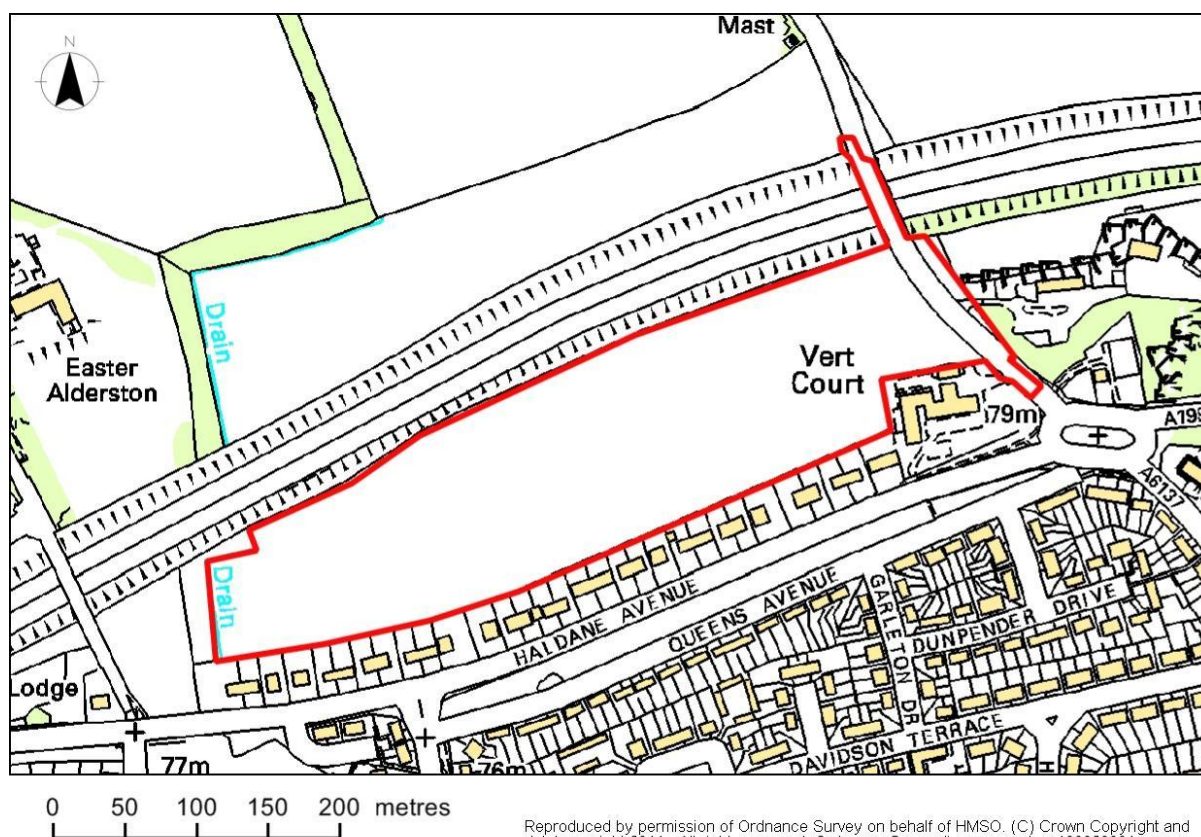 Mast
N
Drain
Easter
Alderston
Vert
Court
79m
A199
A6137
Drain
HALDANE AVENUE
QUEENS AVENUE
GARLETON DR
DUNPENDER DRIVE
Lodge
DAVIDSON TERRACE
77m
76m
H
0 50 100 150 200 metres
Reproduced by permission of Ordnance Survey on behalf of HMSO. (C) Crown Copyright and